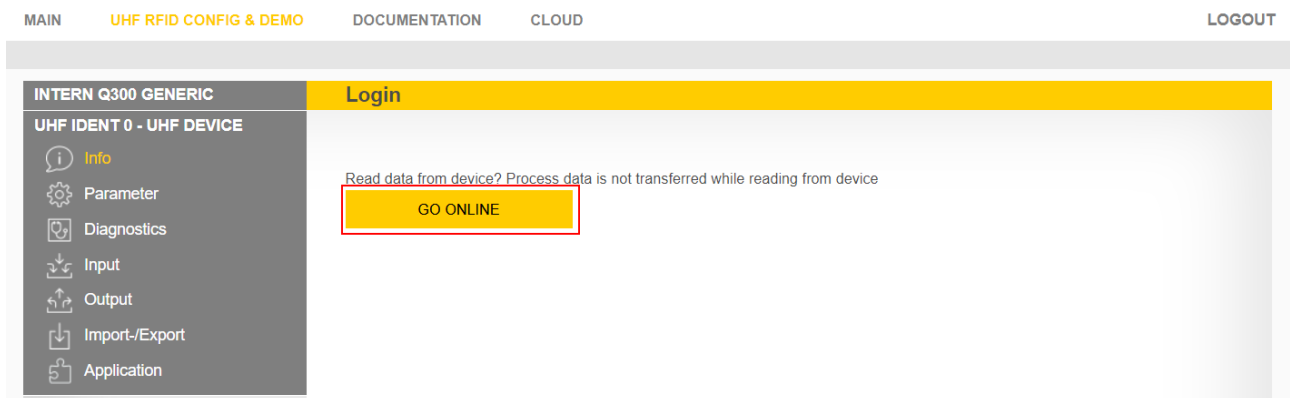 MAIN UHF RFID CONFIG & DEMO DOCUMENTATION CLOUD LOGOUT
INTERN Q300 GENERIC
UHF IDENT 0 - UHF DEVICE
Info
Parameter
Diagnostics
Input
Output
Import-/Export
Application
Login
Read data from device? Process data is not transferred while reading from device
GO ONLINE